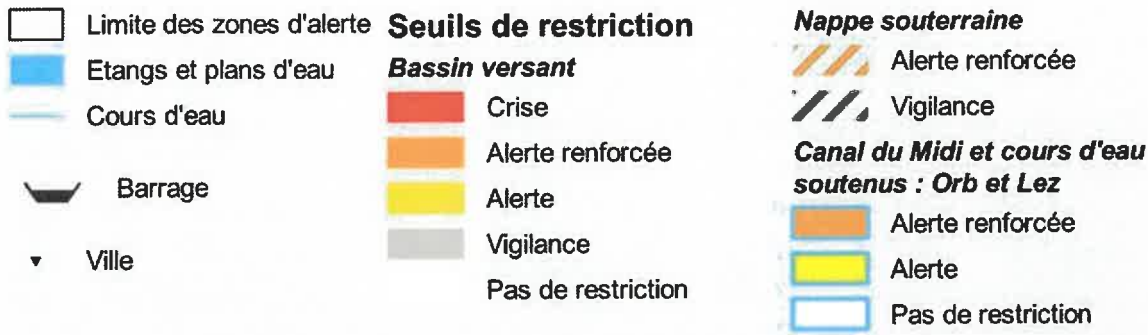 Limite des zones d'alerte
Etangs et plans d'eau
Cours d'eau
Barrage
Ville
Seuils de restriction
Bassin versant
Crise
Alerte renforcée
Alerte
Vigilance
Pas de restriction
Nappe souterraine
Alerte renforcée
Vigilance
Canal du Midi et cours d'eau
soutenus : Orb et Lez
Alerte renforcée
Alerte
Pas de restriction